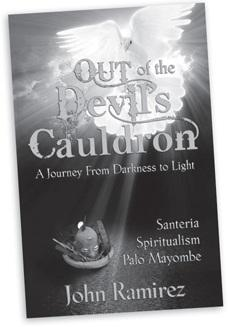 OUT of the
Devil's
Cauldron
A Journey From Darkness to Light
Santeria
Spiritualism
Palo Mayombe
John Ramirez